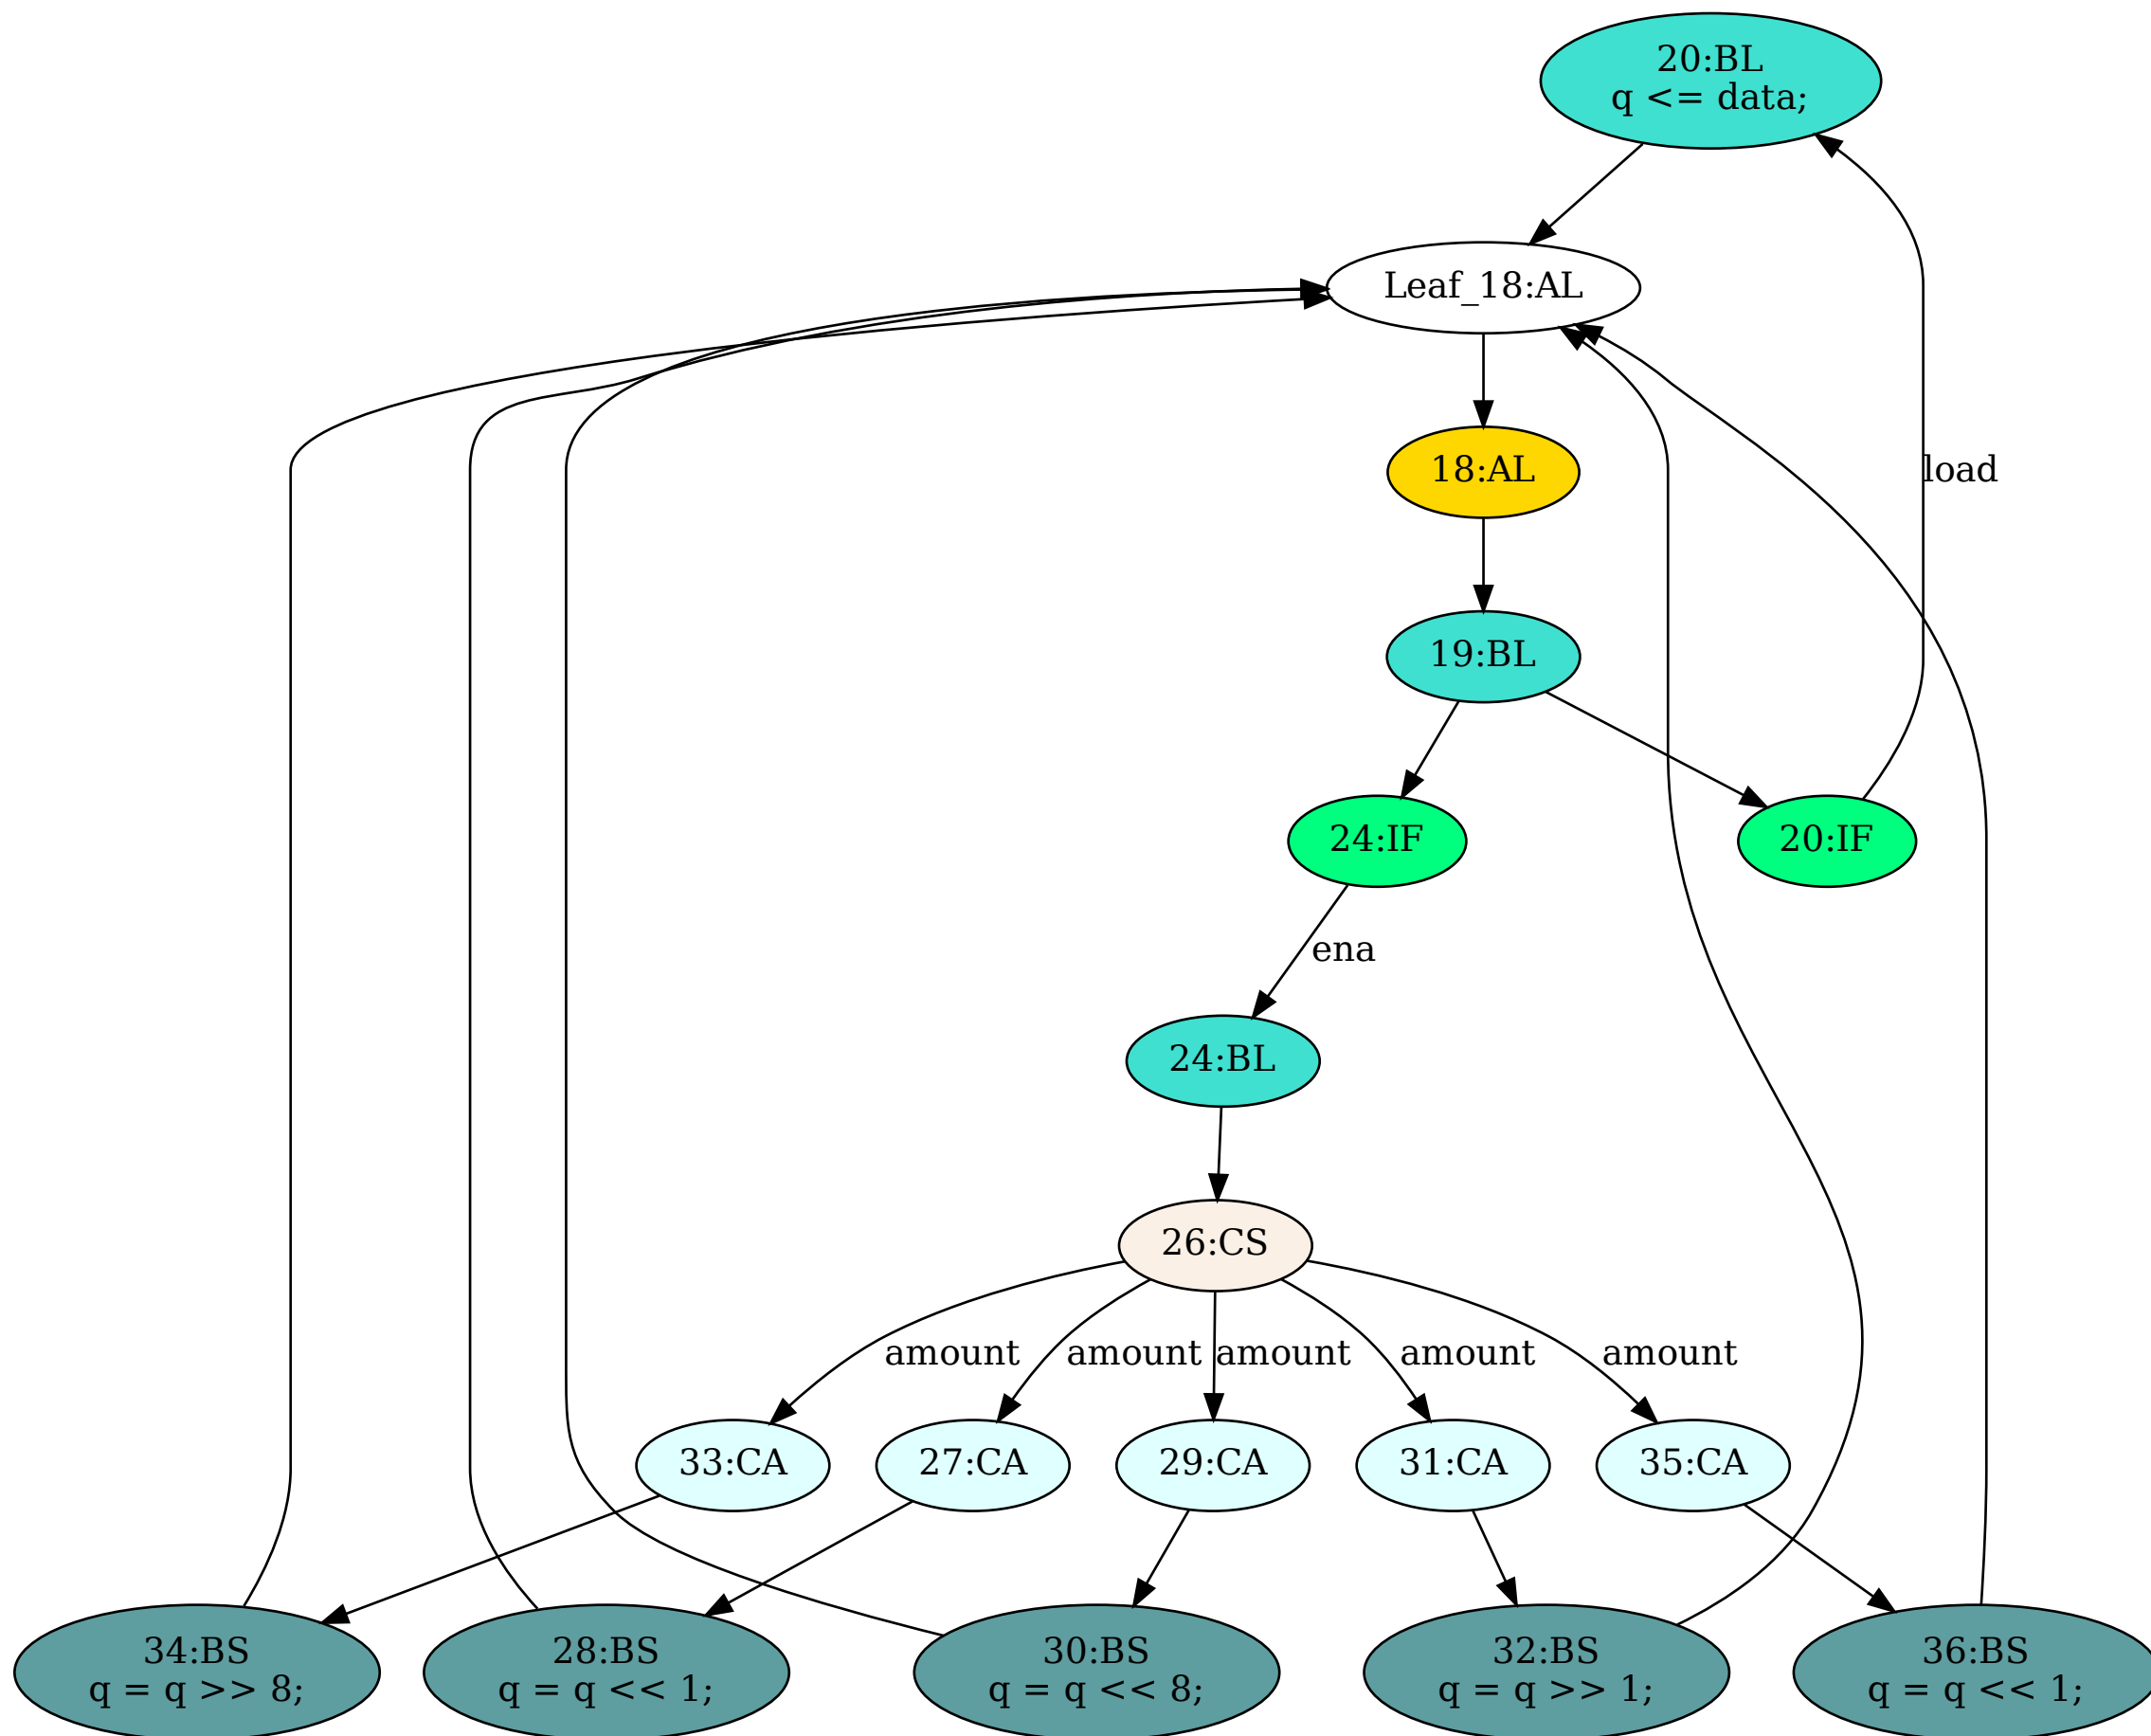 20:BL
q <= data;
Leaf_18:AL
18:AL
load
19:BL
24:IF
20:IF
ena
24:BL
26:CS
amount
amount
amount
amount
amount
33:CA
27:CA
29:CA
31:CA
35:CA
34:BS
q = q >> 8;
28:BS
q = q << 1;
30:BS
q = q << 8;
32:BS
q = q >> 1;
36:BS
q = q << 1;